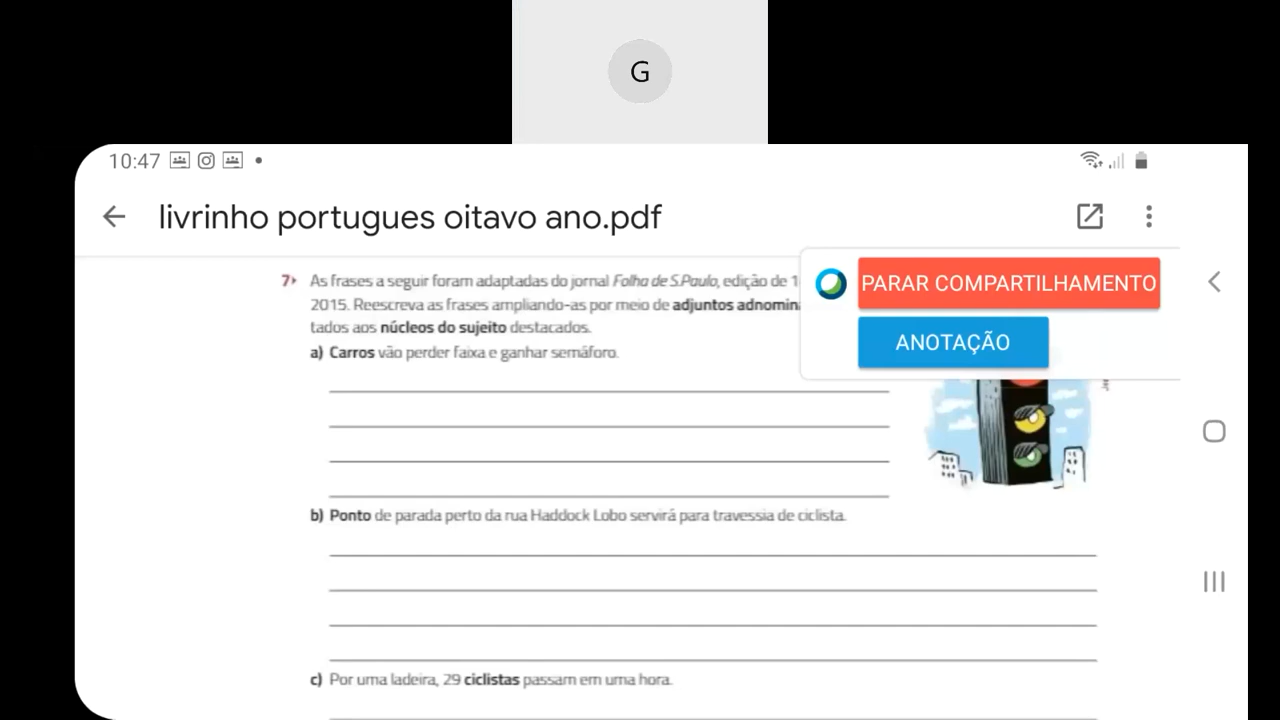 G
10:47
livrinho portugues oitavo ano.pdf
PARAR COMPARTILHAMENTO
ANOTAÇÃO
7 As frases a seguir foram adaptadas do jornal Folha de S.Paulo, edição de
2015. Reescreva as frases ampliando-as por meio de adjuntos adnomin
tados aos núcleos do sujeito destacados.
a) Carros vão perder faixa e ganhar semáforo.
b) Ponto de parada perto da rua Haddock Lobo servirá para travessia de ciclista.
c) Por uma ladeira, 29 ciclistas passam em uma hora.